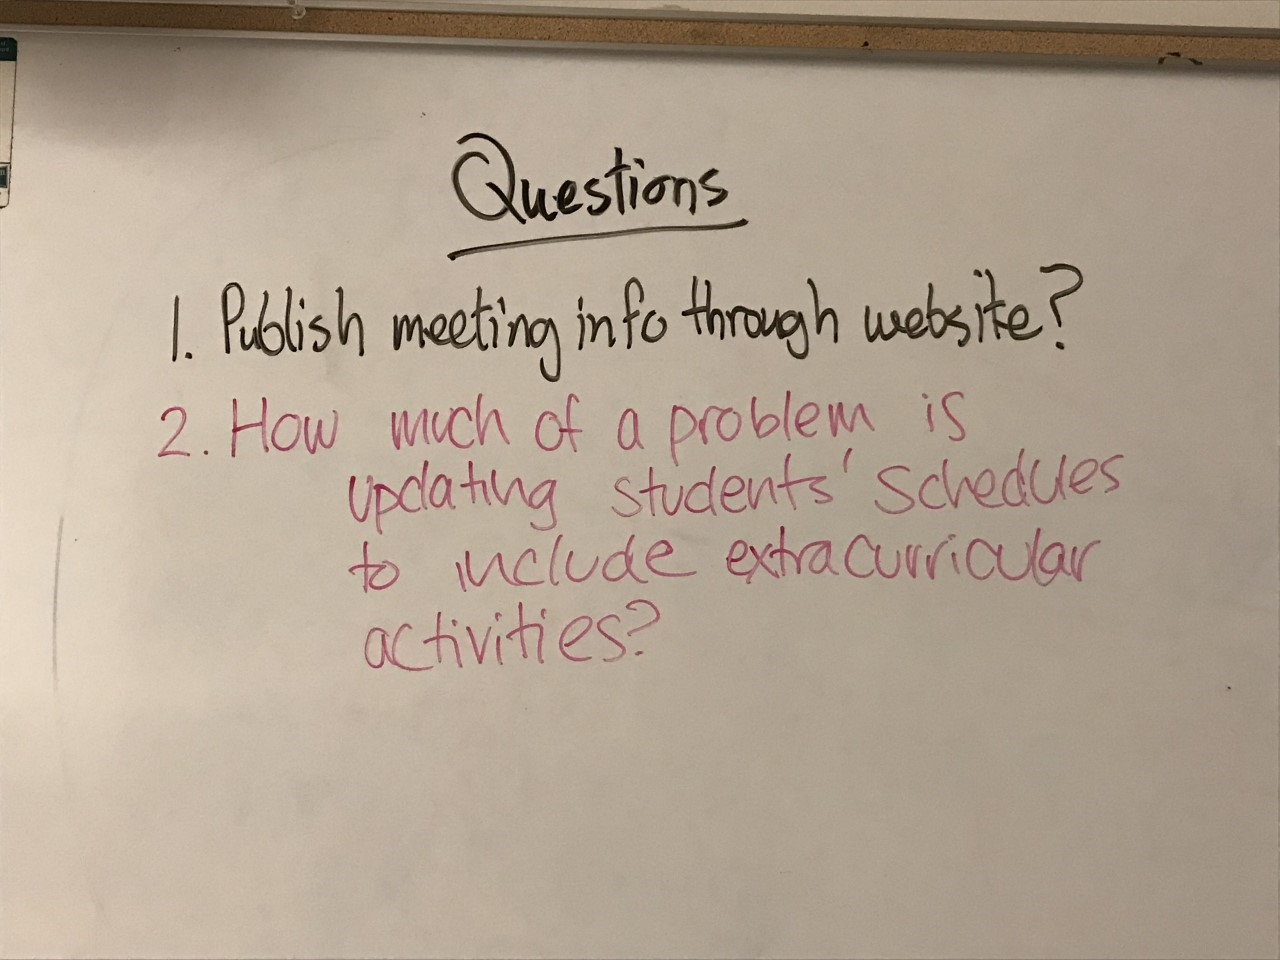 Questions
1. Publish meeting info through website?
2. How much of a problem is
updating students' schedules
to include extracurricular
activities?